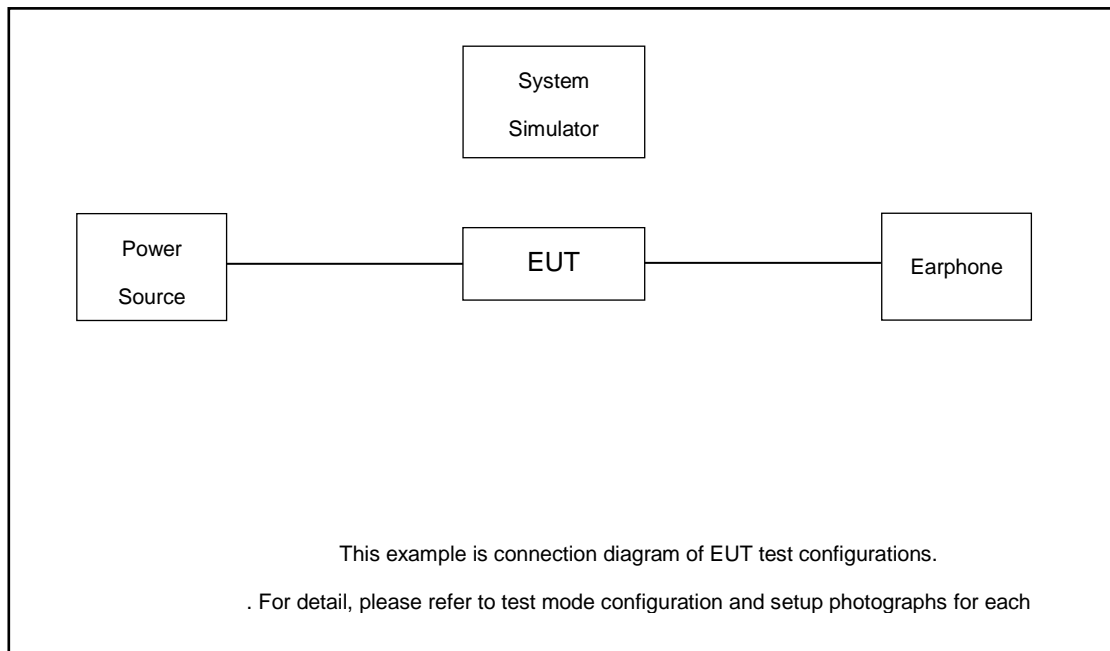 System
Simulator
Power
Source
EUT
Earphone
This example is connection diagram of EUT test configurations.
. For detail, please refer to test mode configuration and setup photographs for each